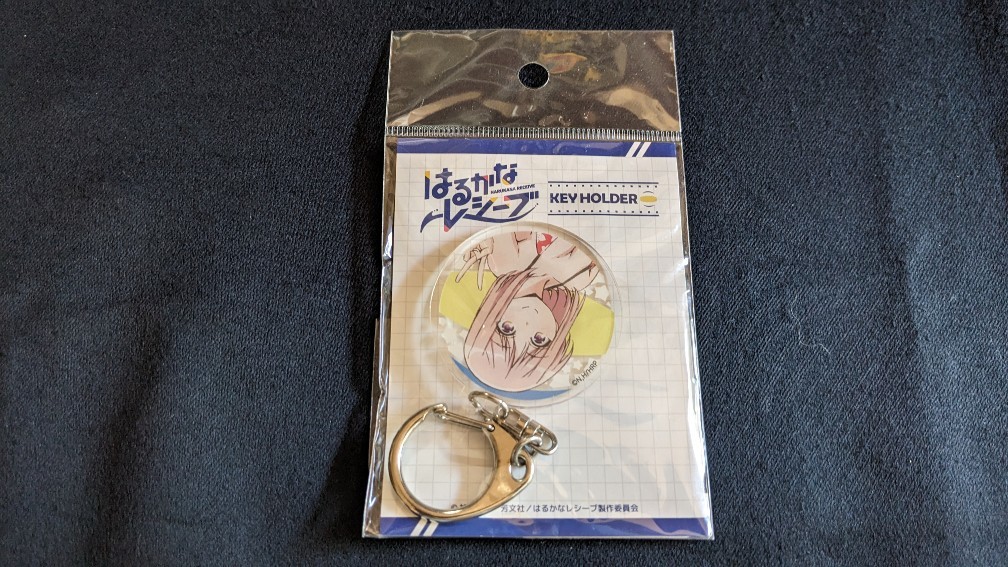 はるかな
HARUKANA RECEIVE
レシーブ
KEY HOLDER
©N,H/HRP
芳文社/はるかなレシーブ製作委員会